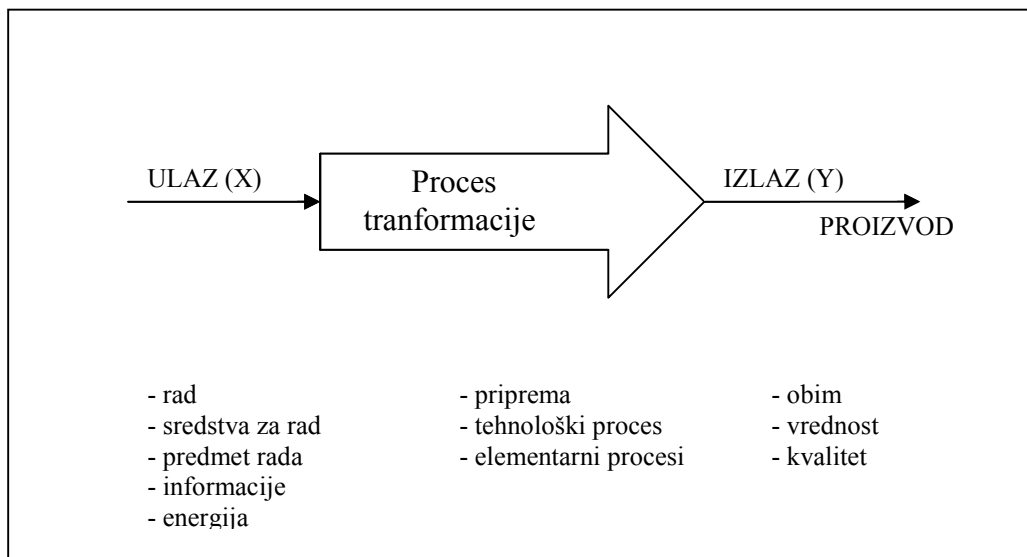 ULAZ (X)
Proces
tranformacije
IZLAZ (Y)
PROIZVOD
- rad
- sredstva za rad
- predmet rada
- informacije
- energija
- priprema
- tehnološki proces
- elementarni procesi
- obim
- vrednost
- kvalitet